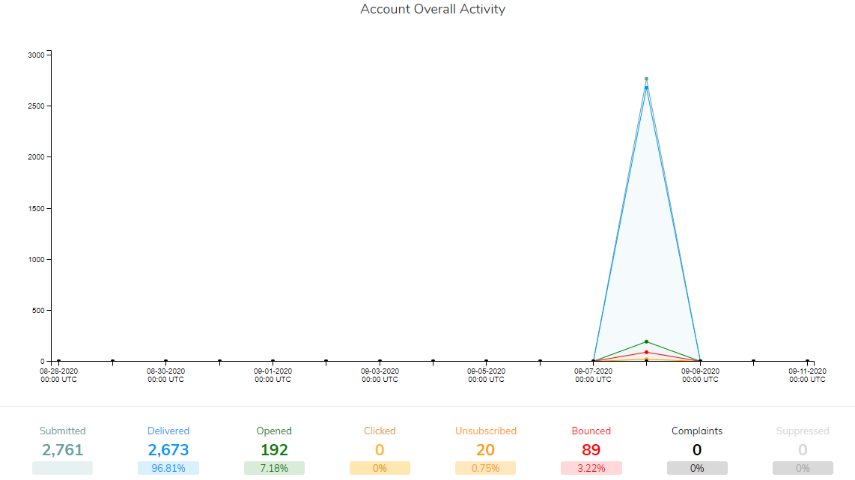 Account Overall Activity
3000
2500
2000
1500
1000
500
0
08-28-2020 08-30-2020 09-01-2020 09-03-2020 09-05-2020 09-07-2020 09-09-2020 09-11-2020
00:00 UTC 00:00 UTC 00:00 UTC 00:00 UTC 00:00 UTC 00:00 UTC 00:00 UTC 00:00 UTC
Submitted Delivered Opened Clicked Unsubscribed Bounced Complaints Suppressed
2,761 2,673 192 0 20 89 0 0
96.81% 7.18% 0% 0.75% 3.22% 0% 0%